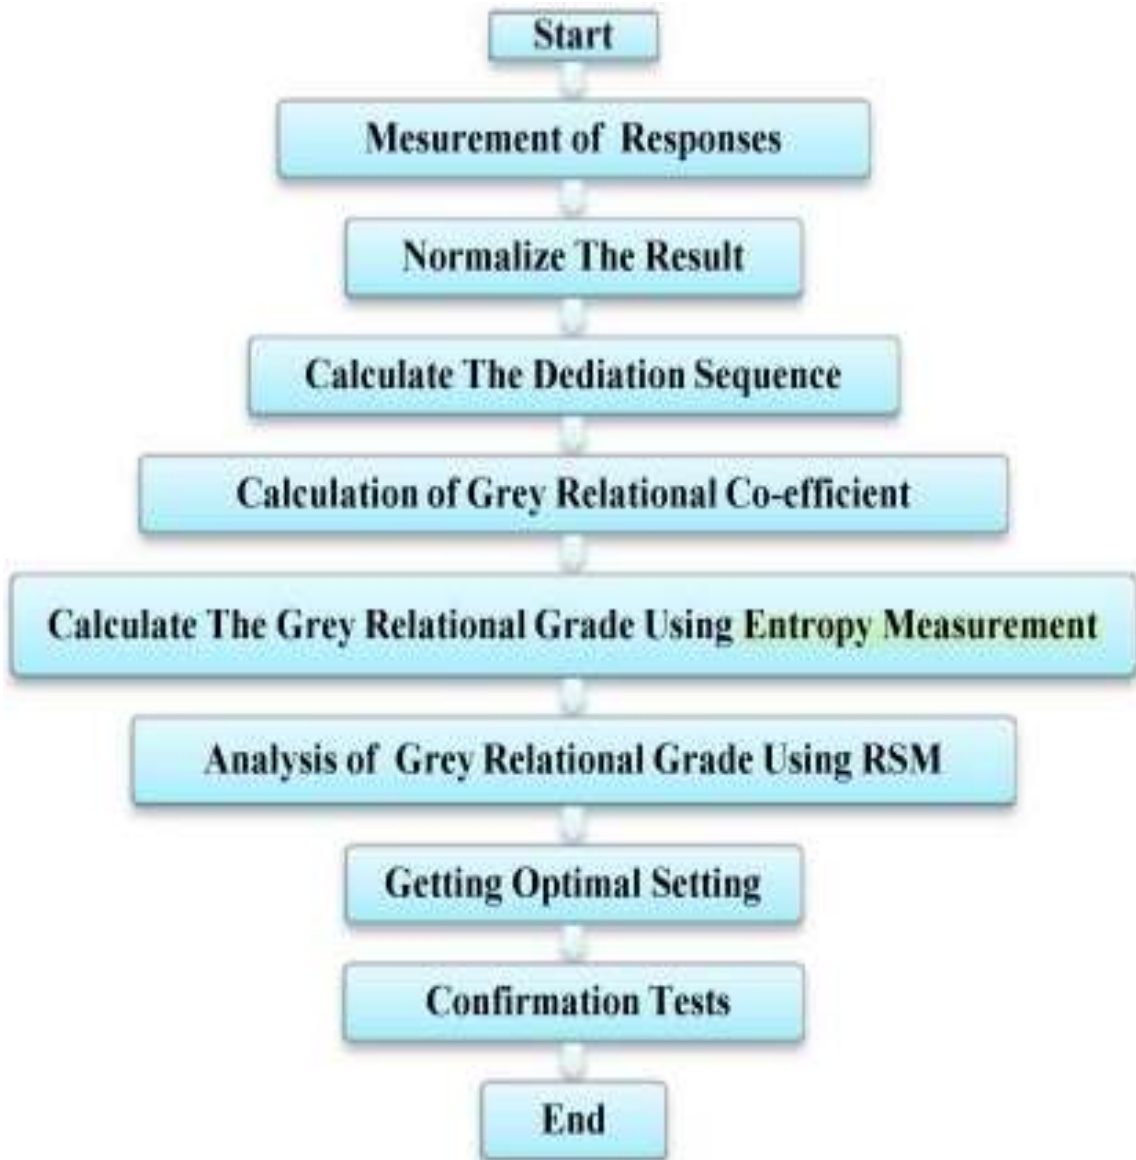 Start
Mesurement of Responses
Normalize The Result
Calculate The Dediation Sequence
Calculation of Grey Relational Co-efficient
Calculate The Grey Relational Grade Using Entropy Measurement
Analysis of Grey Relational Grade Using RSM
Getting Optimal Setting
Confirmation Tests
End